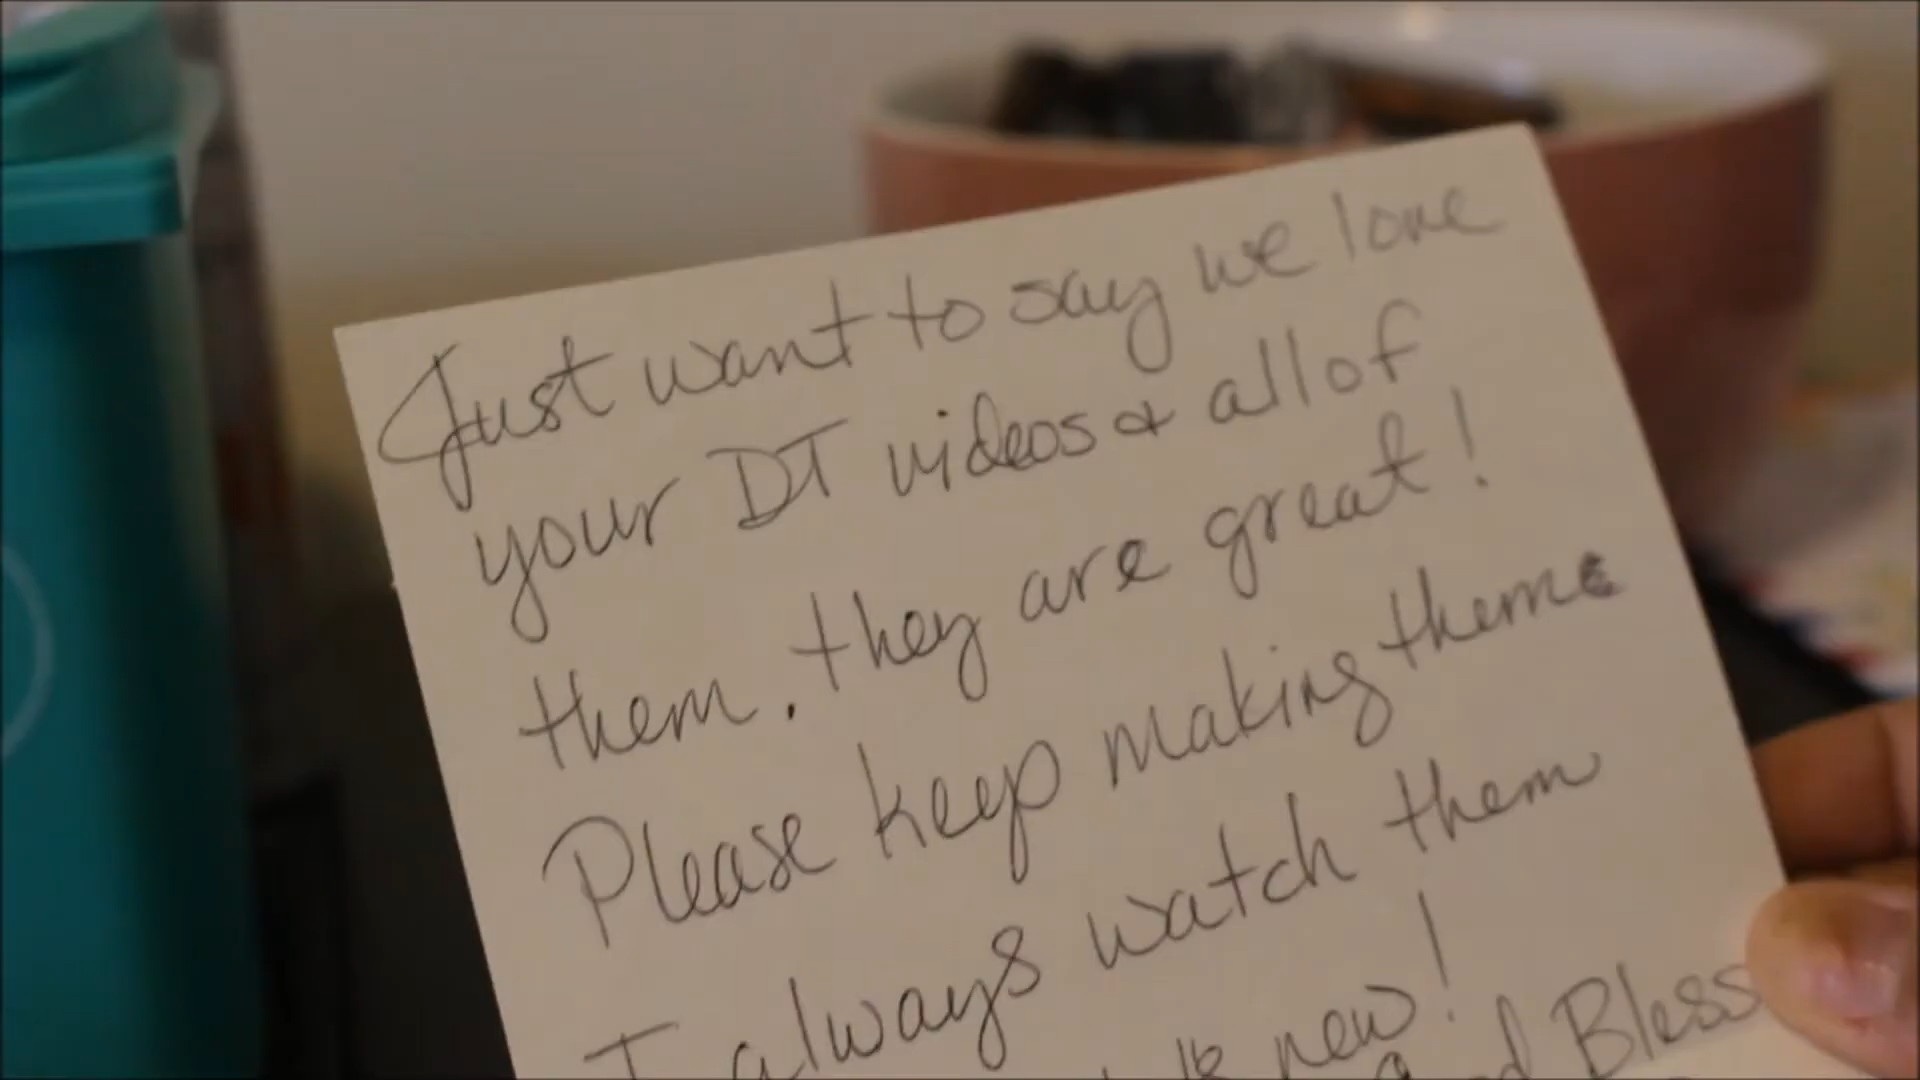 Just want to say we love
your DT videos & all of
them. they are great!
Please keep making them &
I always watch them
new!
Bless